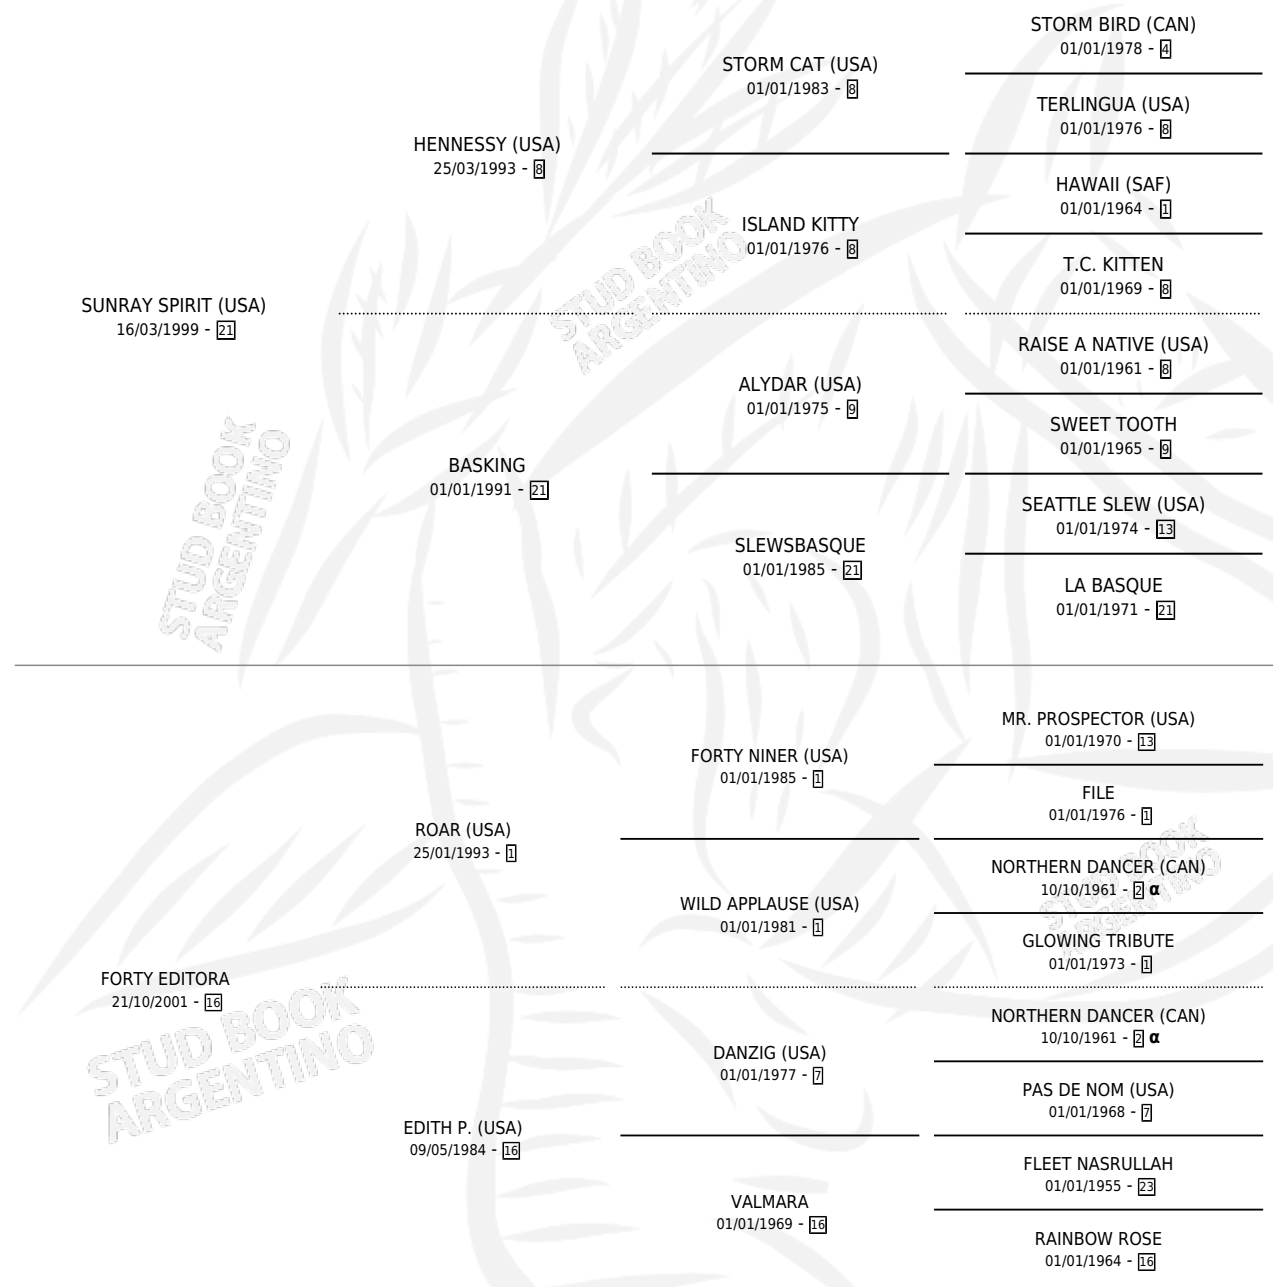 STORM BIRD (CAN)
01/01/1978 - 4
STORM CAT (USA)
01/01/1983 - 8
TERLINGUA (USA)
01/01/1976 - 8
HENNESSY (USA)
25/03/1993 - 8
HAWAII (SAF)
01/01/1964 - 1
ISLAND KITTY
01/01/1976 - 8
T.C. KITTEN
01/01/1969 - 8
SUNRAY SPIRIT (USA)
16/03/1999 - 21
RAISE A NATIVE (USA)
01/01/1961 - 8
ALYDAR (USA)
01/01/1975 - 9
SWEET TOOTH
01/01/1965 - 9
BASKING
01/01/1991 - 21
SEATTLE SLEW (USA)
01/01/1974 - 13
SLEWSBASQUE
01/01/1985 - 21
LA BASQUE
01/01/1971 - 21
MR. PROSPECTOR (USA)
01/01/1970 - 13
FORTY NINER (USA)
01/01/1985 - 1
FILE
01/01/1976 - 1
ROAR (USA)
25/01/1993 - 1
NORTHERN DANCER (CAN)
10/10/1961 - 2 α
WILD APPLAUSE (USA)
01/01/1981 - 1
GLOWING TRIBUTE
01/01/1973 - 1
FORTY EDITORA
21/10/2001 - 16
NORTHERN DANCER (CAN)
10/10/1961 - 2 α
DANZIG (USA)
01/01/1977 - 7
PAS DE NOM (USA)
01/01/1968 - 7
EDITH P. (USA)
09/05/1984 - 16
FLEET NASRULLAH
01/01/1955 - 23
VALMARA
01/01/1969 - 16
RAINBOW ROSE
01/01/1964 - 16
STUD BOOK
ARGENTINO
STUD BOOK
ARGENTINO
STUD BOOK
ARGENTINO
STUD BOOK
ARGENTINO